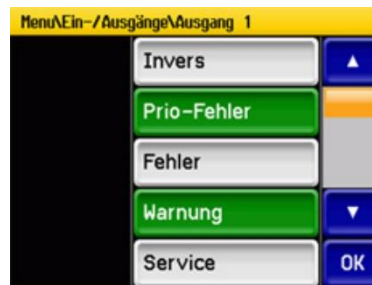 Menu\Ein-/Ausgänge\Ausgang 1
Invers
Prio-Fehler
Fehler
Warnung
Service
OK